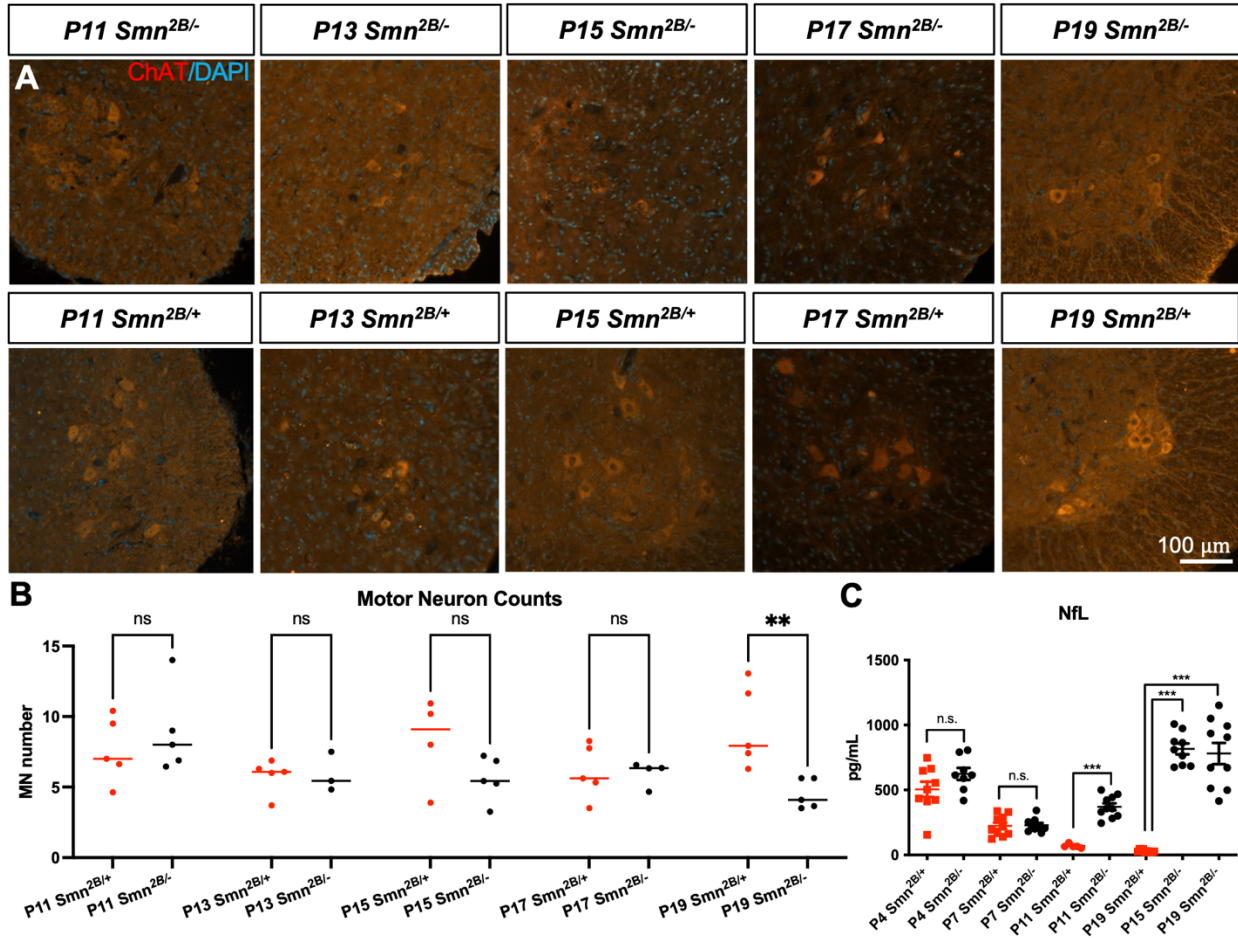 P11 Smn2B/- P13 Smn2B/- P15 Smn2B/- P17 Smn2B/- P19 Smn2B/-
A ChAT/DAPI
P11 Smn2B/+ P13 Smn2B/+ P15 Smn2B/+ P17 Smn2B/+ P19 Smn2B/+
100 μm
B
Motor Neuron Counts
ns ns ns ns **
15
10
5
0
MN number
P11 Smn2B/+ P11 Smn2B/- P13 Smn2B/+ P13 Smn2B/- P15 Smn2B/+ P15 Smn2B/- P17 Smn2B/+ P17 Smn2B/- P19 Smn2B/+ P19 Smn2B/-
C
NfL
1500
1000
500
0
pg/mL
n.s. n.s. *** *** ***
P4 Smn2B/+ P4 Smn2B/- P7 Smn2B/+ P7 Smn2B/- P11 Smn2B/+ P11 Smn2B/- P19 Smn2B/+ P15 Smn2B/- P19 Smn2B/-